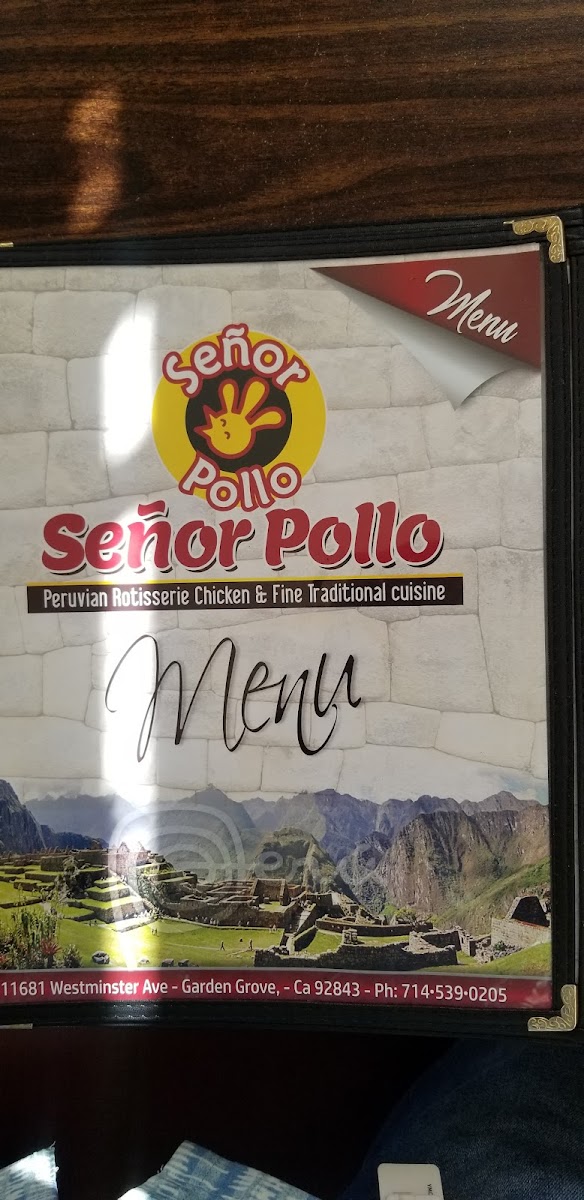 Menu
Señor
Pollo
Señor Pollo
Peruvian Rotisserie Chicken & Fine Traditional cuisine
Menu
11681 Westminster Ave - Garden Grove, - Ca 92843 - Ph: 714•539•0205